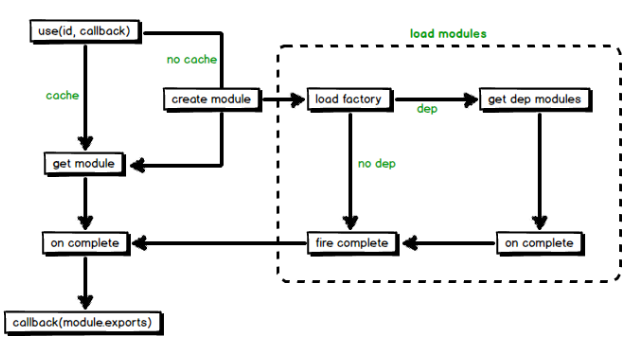 use(id, callback)
load modules
no cache
cache
create module
load factory
get dep modules
dep
get module
no dep
on complete
fire complete
on complete
callback(module.exports)